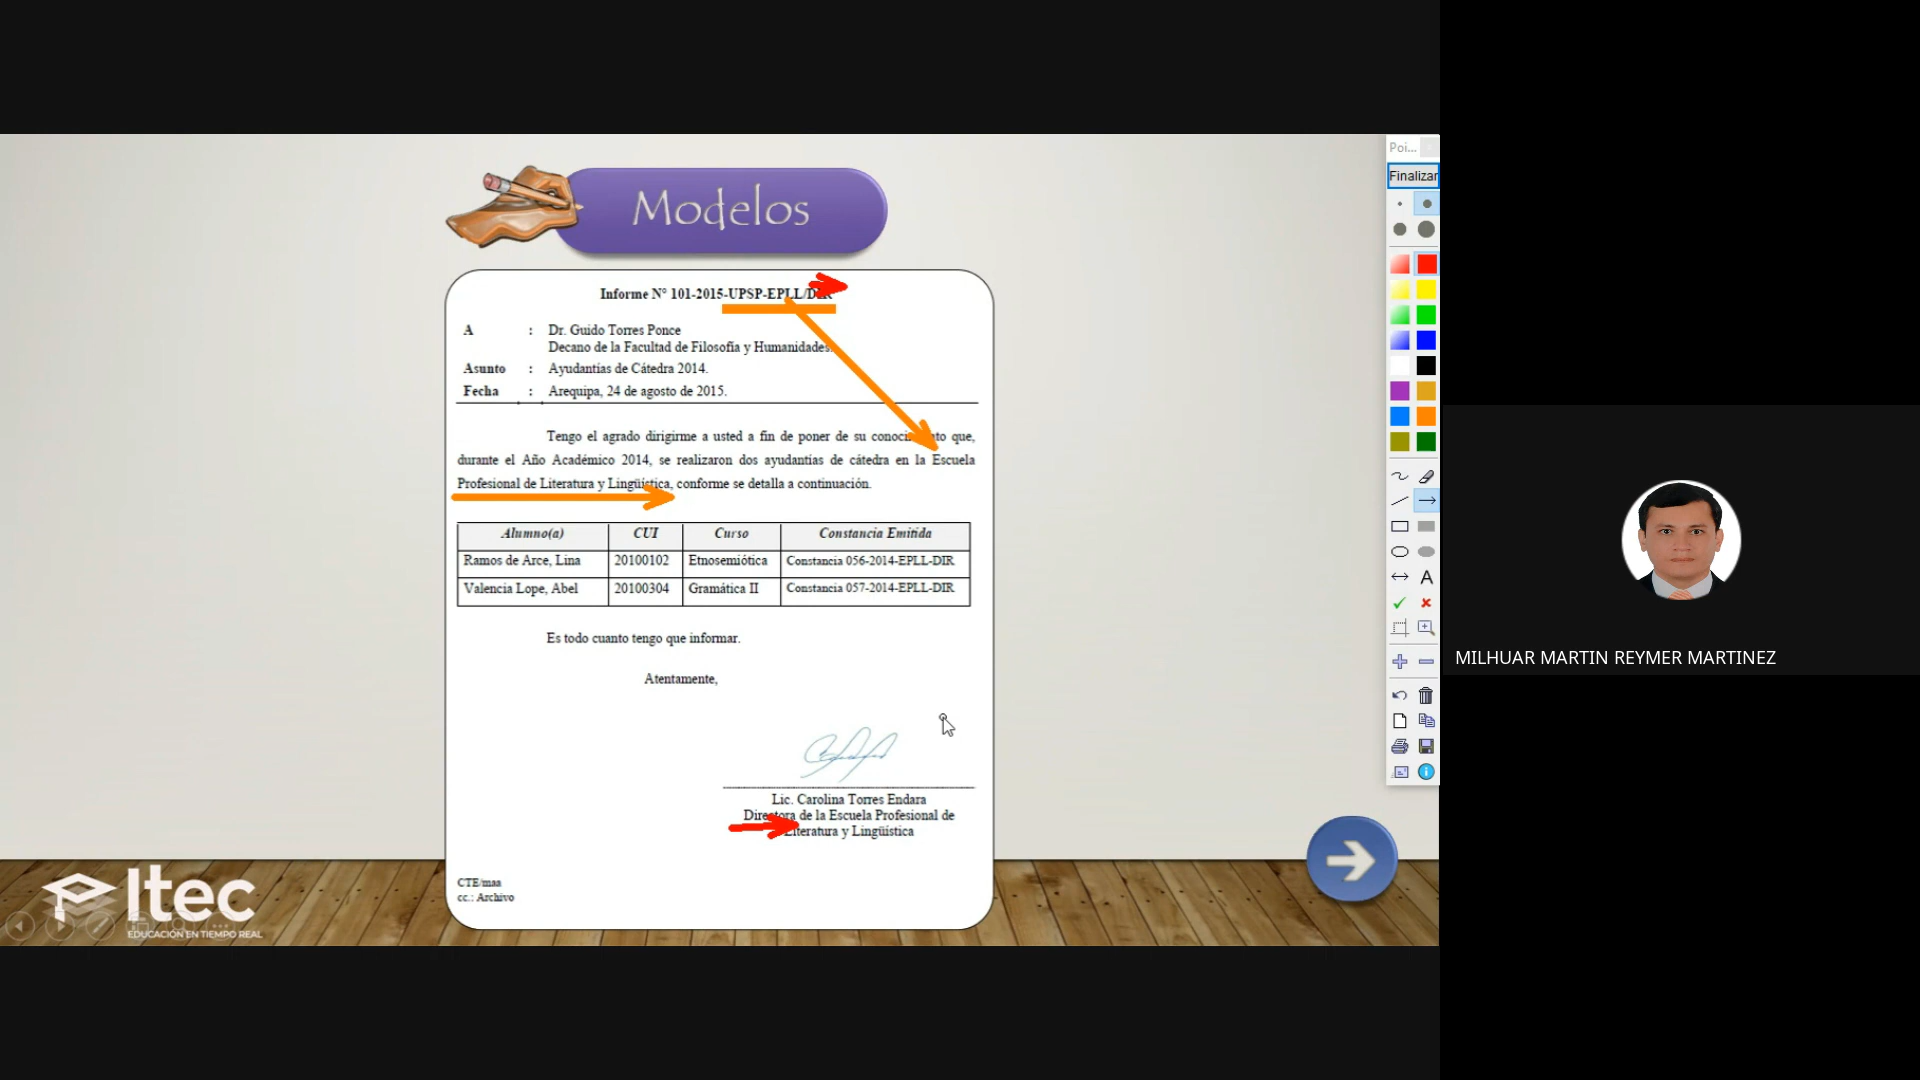 Modelos
Informe N° 101-2015-UPSP-EPLL/DIR
A : Dr. Guido Torres Ponce
Decano de la Facultad de Filosofía y Humanidades.
Asunto : Ayudantías de Cátedra 2014.
Fecha : Arequipa, 24 de agosto de 2015.
Tengo el agrado dirigirme a usted a fin de poner de su conocimiento que,
durante el Año Académico 2014, se realizaron dos ayudantías de cátedra en la Escuela
Profesional de Literatura y Lingüística, conforme se detalla a continuación.
Alumno(a) CUI Curso Constancia Emitida
Ramos de Arce, Lina 20100102 Etnosemiótica Constancia 056-2014-EPLL-DIR
Valencia Lope, Abel 20100304 Gramática II Constancia 057-2014-EPLL-DIR
Es todo cuanto tengo que informar.
Atentamente,
Lic. Carolina Torres Endara
Directora de la Escuela Profesional de
Literatura y Lingüística
CTE/maa
cc.: Archivo
Itec
EDUCACIÓN EN TIEMPO REAL
Poi...
Finalizar
A
MILHUAR MARTIN REYMER MARTINEZ